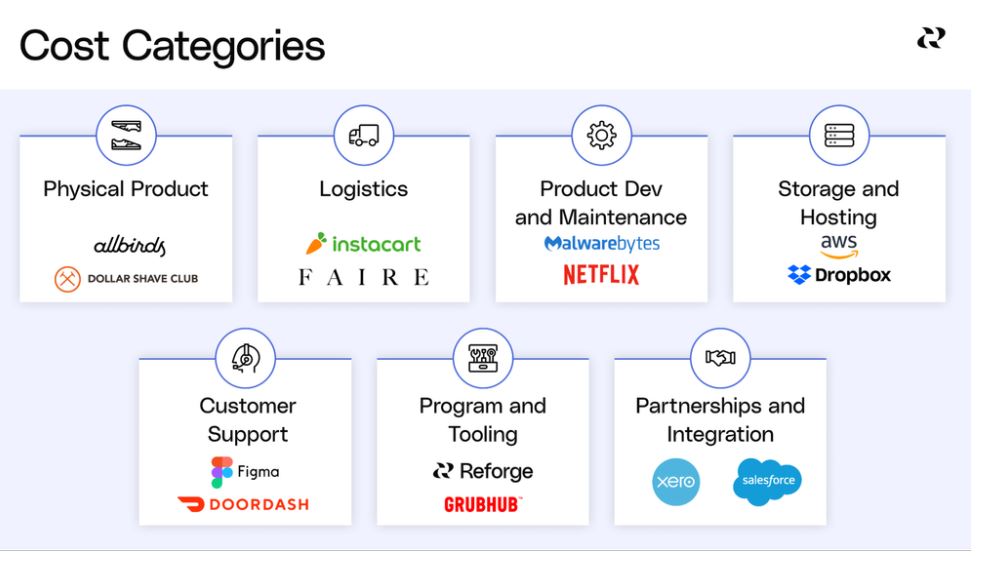 Cost Categories
Physical Product
allbirds
DOLLAR SHAVE CLUB
Logistics
instacart
FAIRE
Product Dev
and Maintenance
Malwarebytes
NETFLIX
Storage and
Hosting
aws
Dropbox
Customer
Support
Figma
DOORDASH
Program and
Tooling
Reforge
GRUBHUB™
Partnerships and
Integration
xero
salesforce